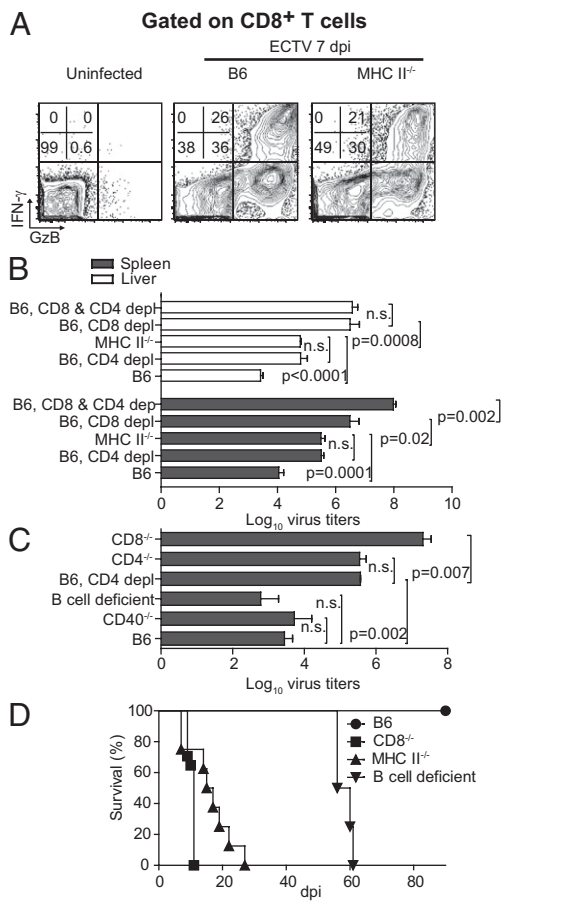 A
Gated on CD8+ T cells
ECTV 7 dpi
Uninfected
B6
MHC II-/-
0 0
99 0.6
0 26
38 36
0 21
49 30
IFN-γ
GzB
B
Spleen
Liver
B6, CD8 & CD4 depl
B6, CD8 depl
MHC II-/-
B6, CD4 depl
B6
n.s.
n.s.
p=0.0008
p<0.0001
B6, CD8 & CD4 dep
B6, CD8 depl
MHC II-/-
B6, CD4 depl
B6
p=0.002
p=0.02
n.s.
p=0.0001
0 2 4 6 8 10
Log10 virus titers
C
CD8-/-
CD4-/-
B6, CD4 depl
B cell deficient
CD40-/-
B6
n.s.
p=0.007
n.s.
n.s.
p=0.002
0 2 4 6 8
Log10 virus titers
D
Survival (%)
100
80
60
40
20
0
0 20 40 60 80
dpi
B6
CD8-/-
MHC II-/-
B cell deficient